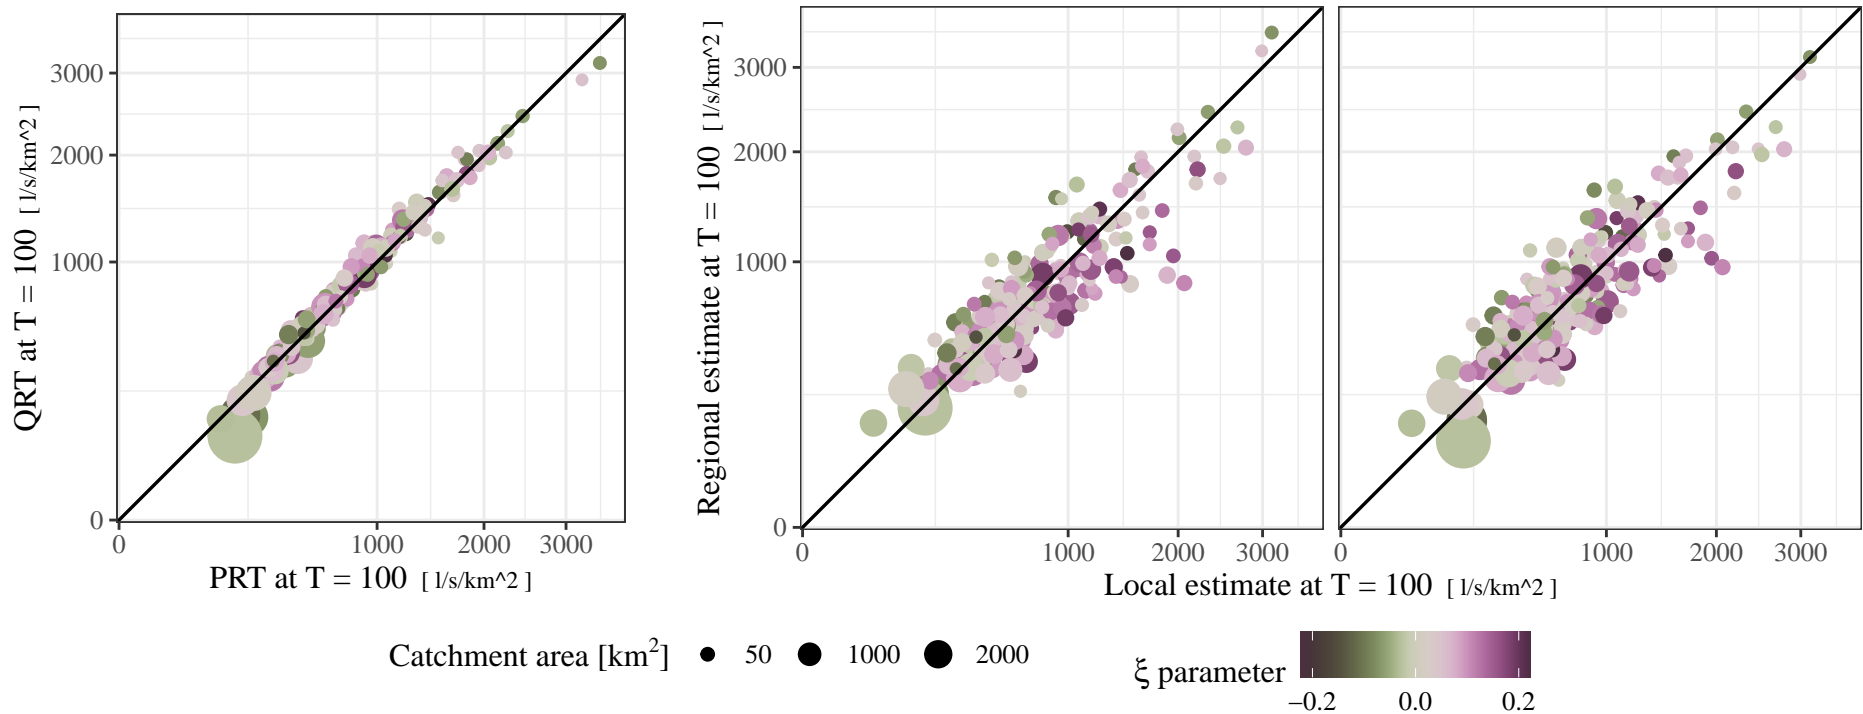 QRT at T = 100 [ l/s/km^2 ]
3000
2000
1000
0
0 1000 2000 3000
PRT at T = 100 [ l/s/km^2 ]
Regional estimate at T = 100 [ l/s/km^2 ]
3000
2000
1000
0
0 1000 2000 3000
0 1000 2000 3000
Local estimate at T = 100 [ l/s/km^2 ]
Catchment area [km²] 50 1000 2000
ξ parameter
−0.2 0.0 0.2